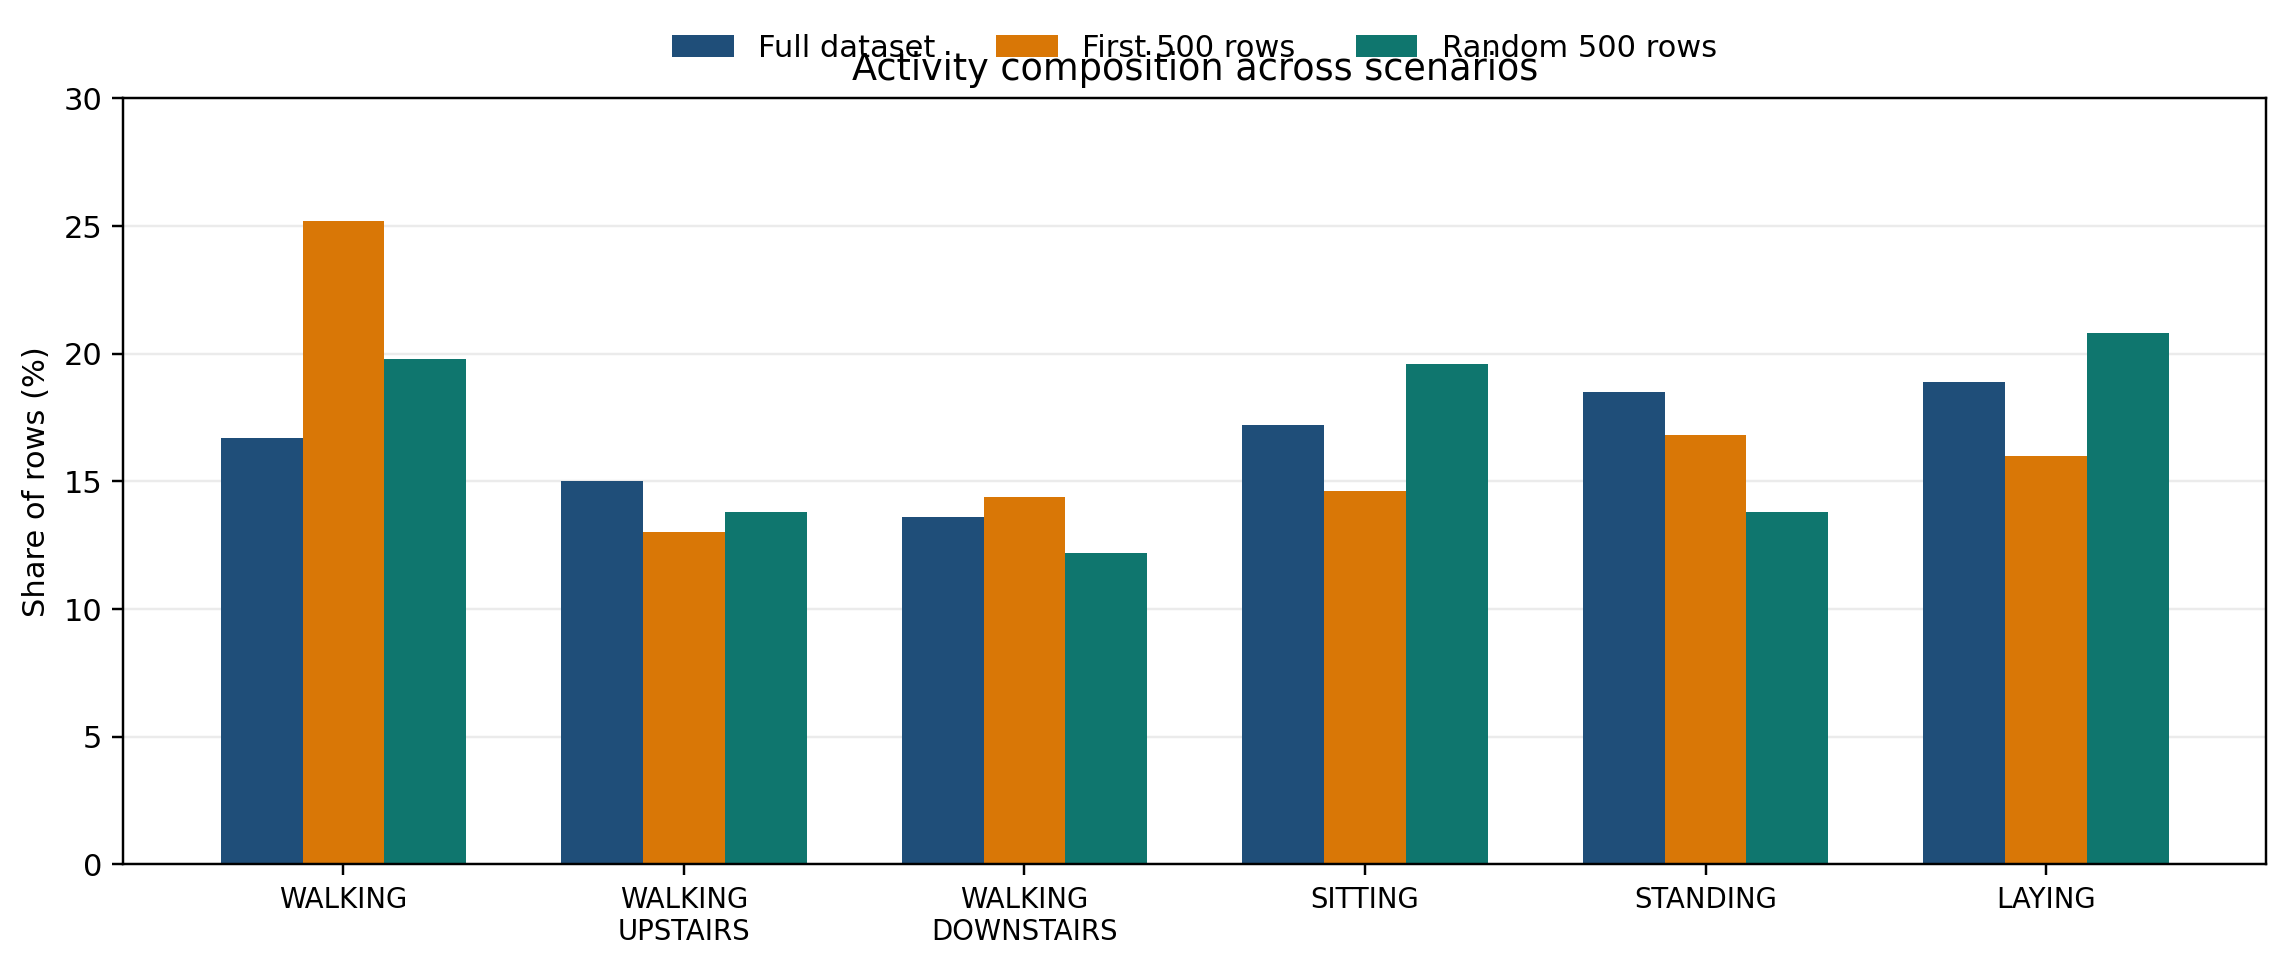 Full dataset First 500 rows Random 500 rows
Activity composition across scenarios
30
25
20
15
10
5
0
Share of rows (%)
WALKING
WALKING
UPSTAIRS
WALKING
DOWNSTAIRS
SITTING
STANDING
LAYING